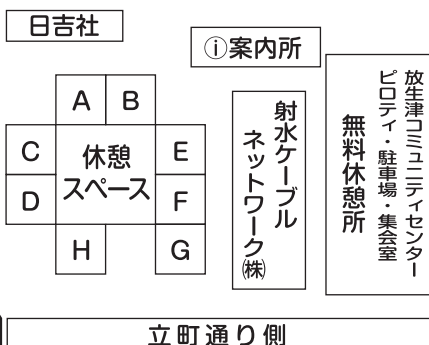 日吉社
ⓘ案内所
A B
C 休憩 E
D スペース F
H G
射水ケーブル
ネットワーク㈱
放生津コミュニティセンター
ピロティ・駐車場・集会室
無料休憩所
立町通り側